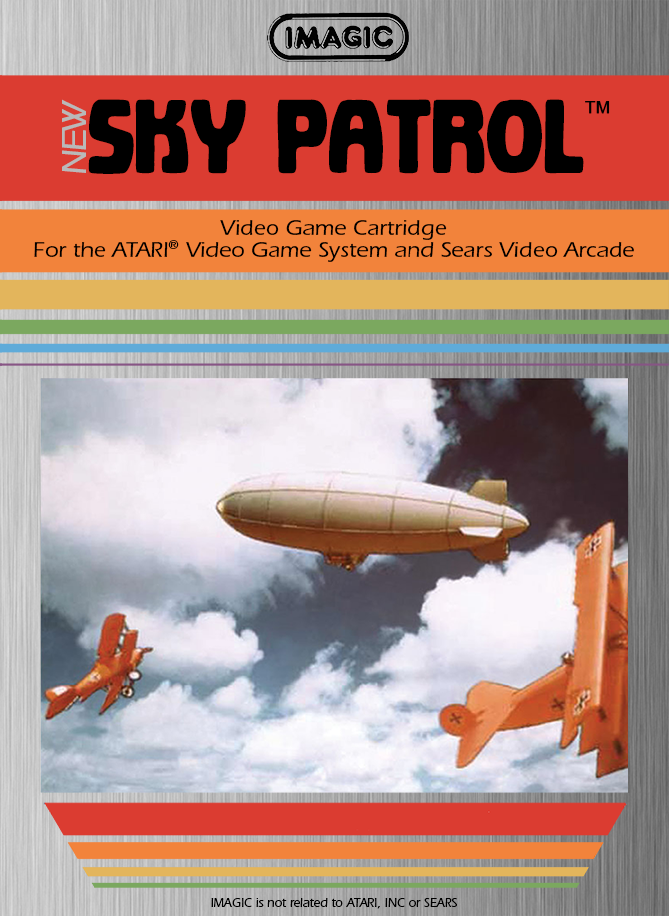 IMAGIC
NEW
SKY PATROL™
Video Game Cartridge
For the ATARI® Video Game System and Sears Video Arcade
IMAGIC is not related to ATARI, INC or SEARS